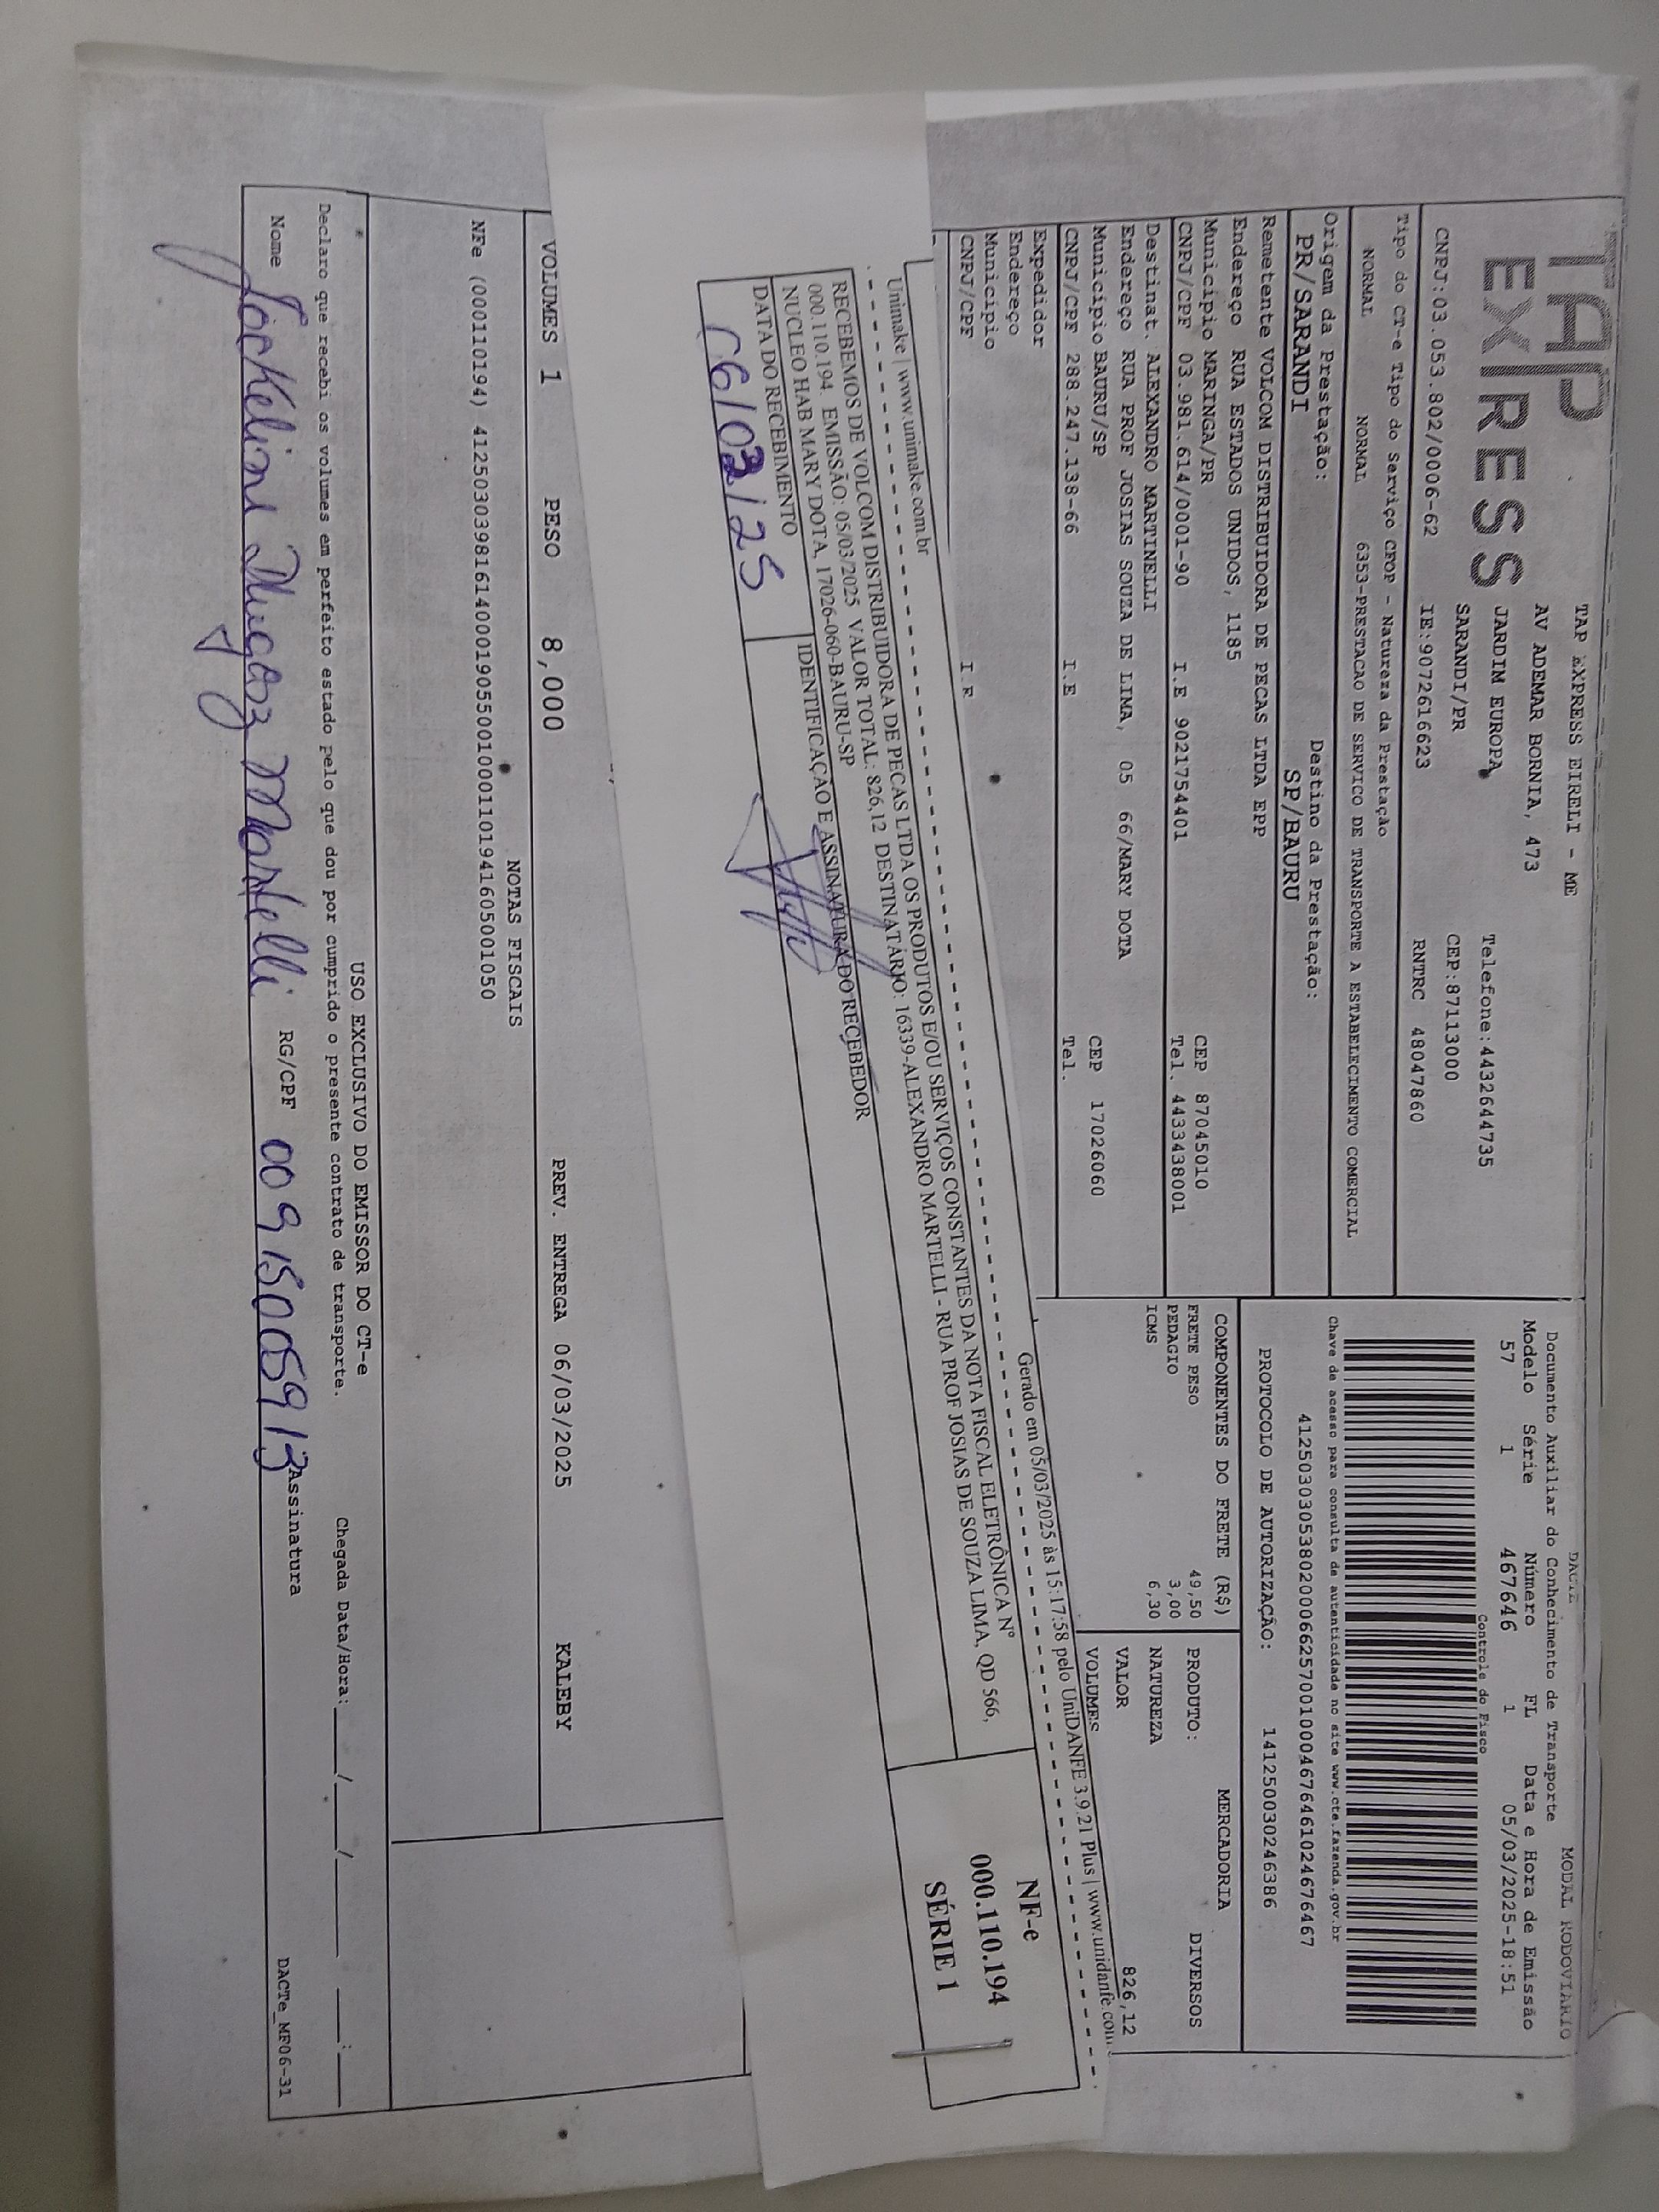 TAP
EXPRESS
TAP EXPRESS EIRELI - ME
AV ADEMAR BORNIA, 473
JARDIM EUROPA
SARANDI/PR
Telefone:4432644735
CEP:87113000
CNPJ:03.053.802/0006-62 IE:9072616623 RNTRC 48047860
Tipo do CT-e Tipo do Serviço CFOP - Natureza da Prestação
NORMAL NORMAL 6353-PRESTACAO DE SERVICO DE TRANSPORTE A ESTABELECIMENTO COMERCIAL
Origem da Prestação: Destino da Prestação:
PR/SARANDI SP/BAURU
Remetente VOLCOM DISTRIBUIDORA DE PECAS LTDA EPP
Endereço RUA ESTADOS UNIDOS, 1185
Municipio MARINGA/PR CEP 87045010
CNPJ/CPF 03.981.614/0001-90 I.E 9021754401 Tel. 4433438001
Destinat. ALEXANDRO MARTINELLI
Endereço RUA PROF JOSIAS SOUZA DE LIMA, 05 66/MARY DOTA
Municipio BAURU/SP CEP 17026060
CNPJ/CPF 288.247.138-66 I.E Tel.
Expedidor
Endereço
Municipio
CNPJ/CPF I.E
DACTE MODAL RODOVIARIO
Documento Auxiliar do Conhecimento de Transporte
Modelo Série Número FL Data e Hora de Emissão
57 1 467646 1 05/03/2025-18:51
Controle do Fisco
Chave de acesso para consulta de autenticidade no site www.cte.fazenda.gov.br
41250303053802000662570010004676461024676467
PROTOCOLO DE AUTORIZAÇÃO: 141250030246386
COMPONENTES DO FRETE (R$) MERCADORIA
FRETE PESO 49,50
PEDAGIO 3,00
ICMS 6,30
PRODUTO: DIVERSOS
NATUREZA
VALOR 826,12
VOLUMES
Unimake | www.unimake.com.br Gerado em 05/03/2025 às 15:17:58 pelo UniDANFE 3.9.21 Plus | www.unidanfe.com.
RECEBEMOS DE VOLCOM DISTRIBUIDORA DE PECAS LTDA OS PRODUTOS E/OU SERVIÇOS CONSTANTES DA NOTA FISCAL ELETRÔNICA Nº
000.110.194 EMISSÃO: 05/03/2025 VALOR TOTAL: 826,12 DESTINATÁRIO: 16339-ALEXANDRO MARTELLI - RUA PROF JOSIAS DE SOUZA LIMA, QD 566,
NUCLEO HAB MARY DOTA, 17026-060-BAURU-SP
DATA DO RECEBIMENTO IDENTIFICAÇÃO E ASSINATURA DO RECEBEDOR
06/03/25
NF-e
000.110.194
SÉRIE 1
VOLUMES 1 PESO 8,000 PREV. ENTREGA 06/03/2025 KALEBY
NOTAS FISCAIS
NFe (000110194) 41250303981614000190550010001101941605001050
USO EXCLUSIVO DO EMISSOR DO CT-e
Declaro que recebi os volumes em perfeito estado pelo que dou por cumprido o presente contrato de transporte. Chegada Data/Hora:____/____/____ ____:____
Nome RG/CPF 00915005913 Assinatura
DACTe_MF06-31